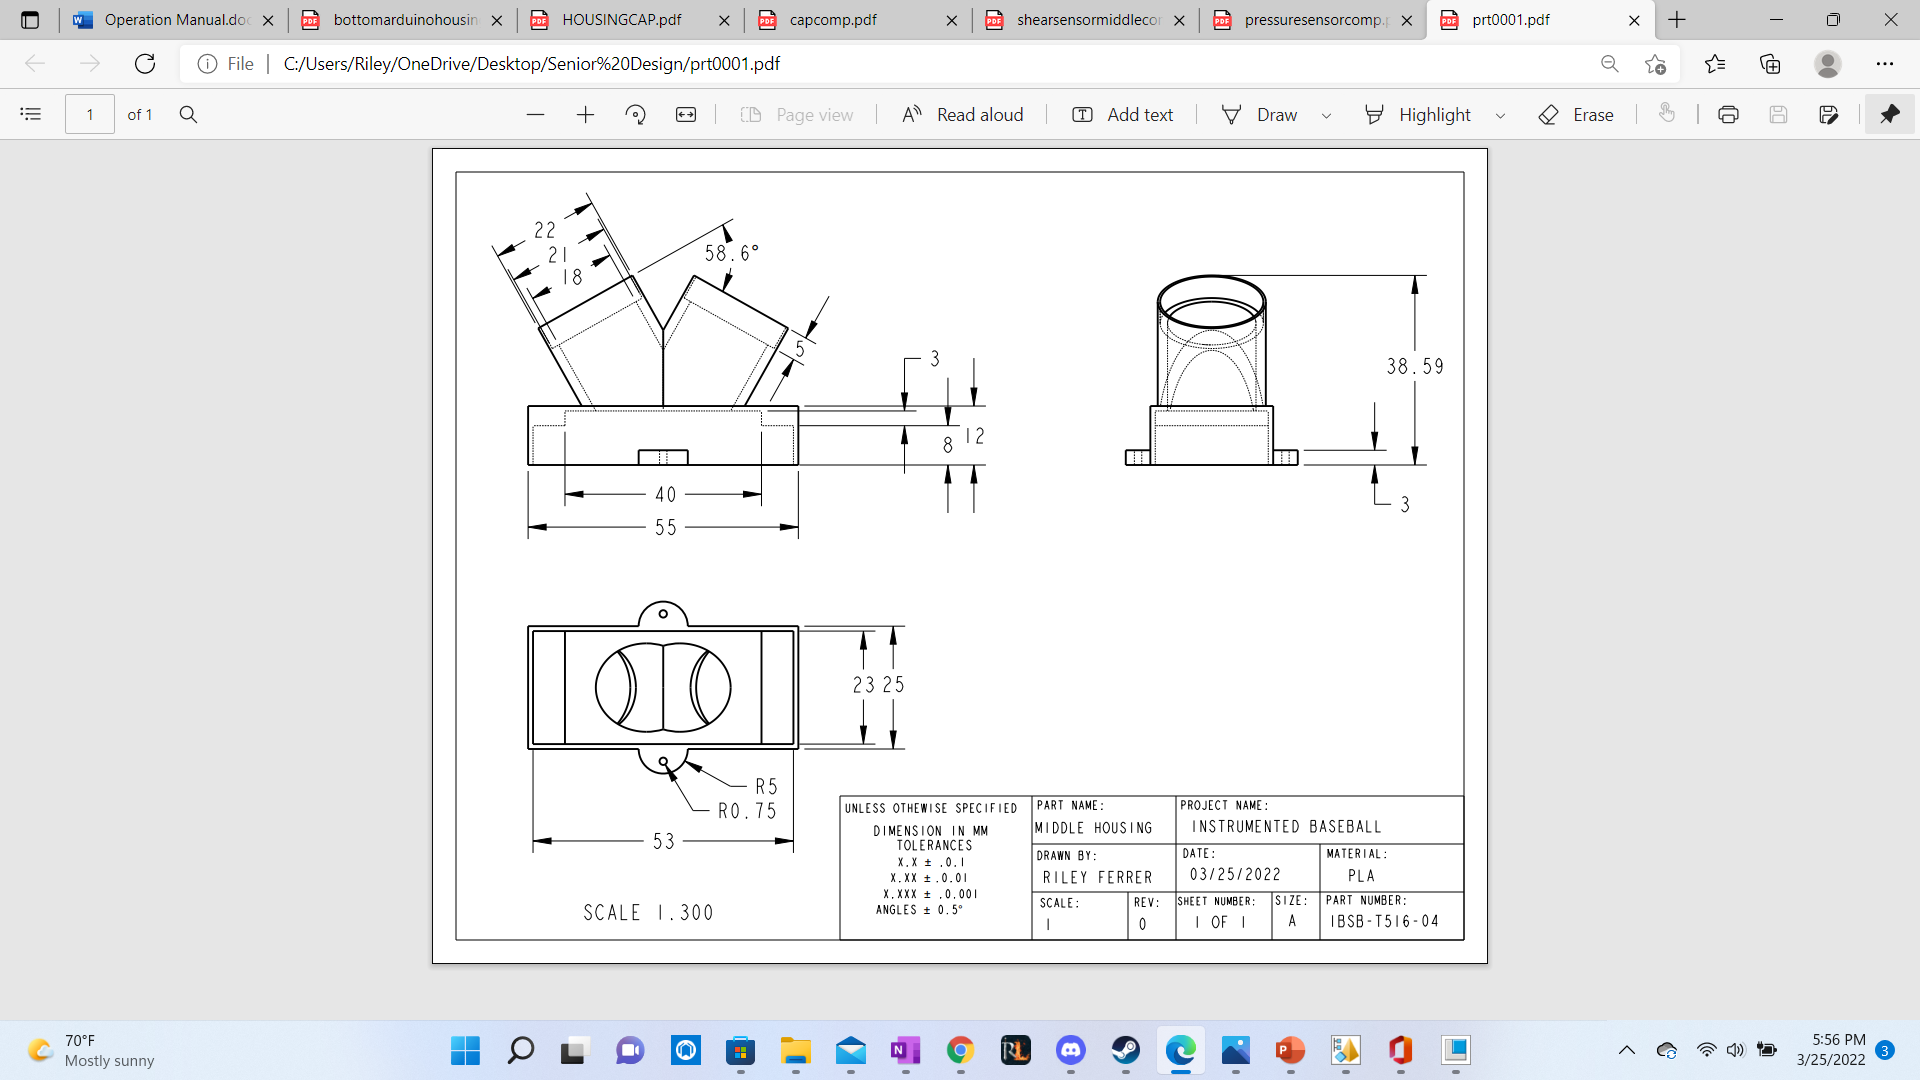 Operation Manual.doc
bottomarduinohousin
HOUSINGCAP.pdf
capcomp.pdf
shearsensormiddlecor
pressuresensorcomp.p
prt0001.pdf
File
C:/Users/Riley/OneDrive/Desktop/Senior%20Design/prt0001.pdf
1 of 1
Page view
Read aloud
Add text
Draw
Highlight
Erase
22
21
18
58.6°
5
3
8
12
40
55
38.59
3
23 25
R5
R0.75
53
SCALE 1.300
UNLESS OTHEWISE SPECIFIED
DIMENSION IN MM
TOLERANCES
X.X ± .0.1
X.XX ±.0.01
X.XXX ± .0.001
ANGLES ± 0.5°
PART NAME:
MIDDLE HOUSING
PROJECT NAME:
INSTRUMENTED BASEBALL
DRAWN BY:
RILEY FERRER
DATE:
03/25/2022
MATERIAL:
PLA
SCALE:
1
REV:
0
SHEET NUMBER:
1 OF 1
SIZE:
A
PART NUMBER:
IBSB-T516-04
70°F
Mostly sunny
5:56 PM
3/25/2022
3